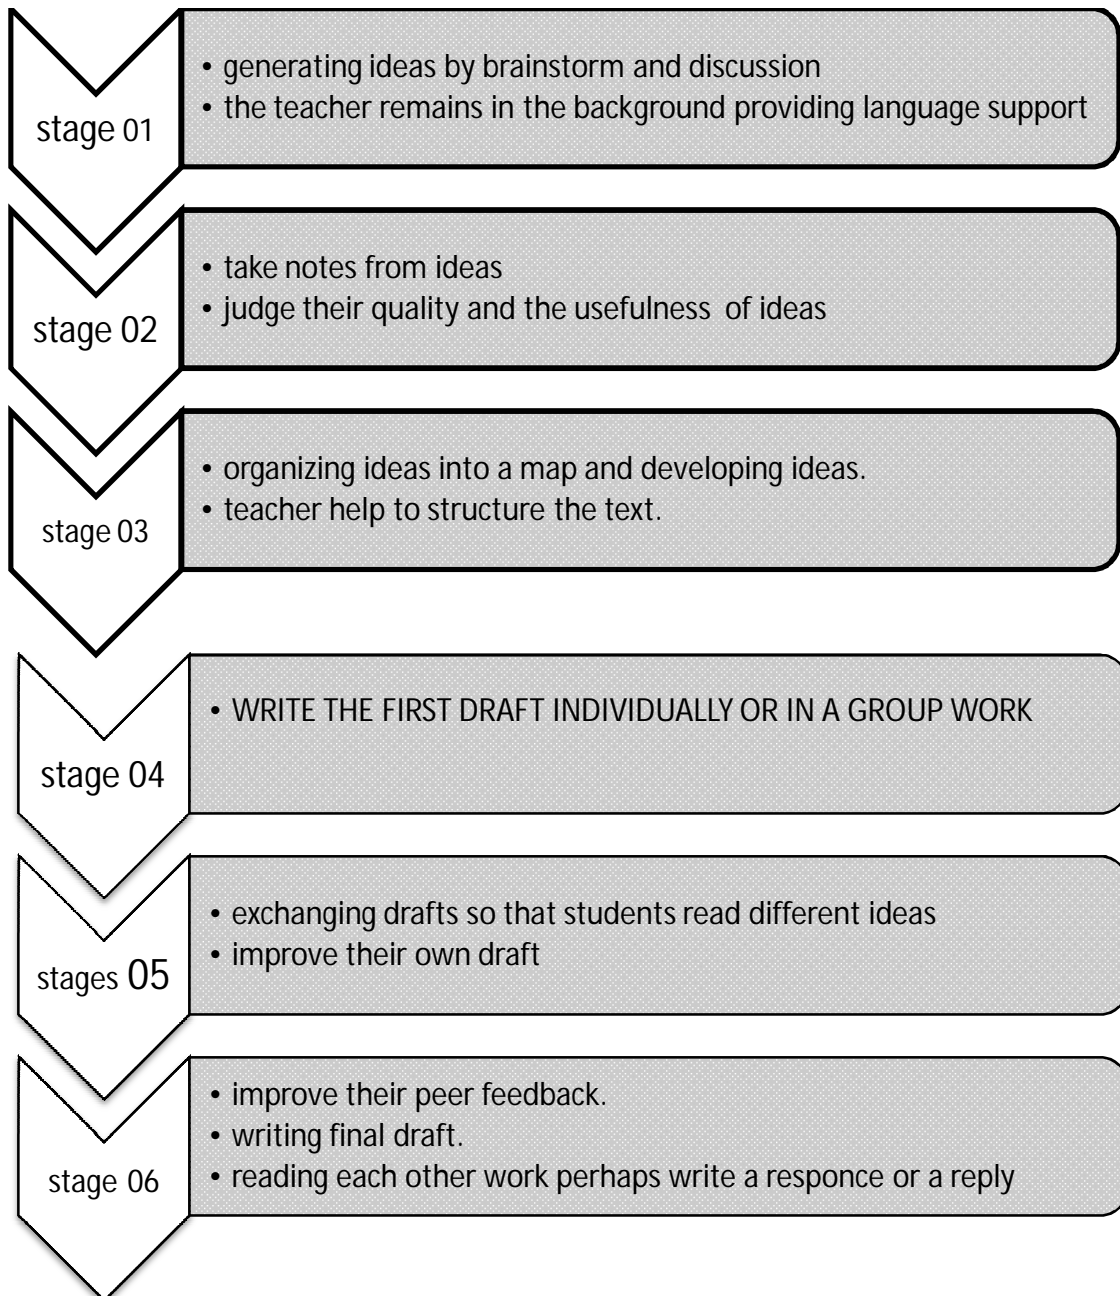 stage 01
• generating ideas by brainstorm and discussion
• the teacher remains in the background providing language support
stage 02
• take notes from ideas
• judge their quality and the usefulness of ideas
stage 03
• organizing ideas into a map and developing ideas.
• teacher help to structure the text.
stage 04
• WRITE THE FIRST DRAFT INDIVIDUALLY OR IN A GROUP WORK
stages 05
• exchanging drafts so that students read different ideas
• improve their own draft
stage 06
• improve their peer feedback.
• writing final draft.
• reading each other work perhaps write a responce or a reply